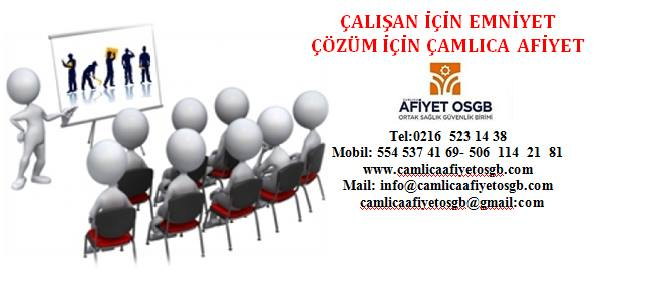 ÇALIŞAN İÇİN EMNİYET
ÇÖZÜM İÇİN ÇAMLICA AFİYET
AFİYET OSGB
ORTAK SAĞLIK GÜVENLİK BİRİMİ
Tel:0216 523 14 38
Mobil: 554 537 41 69- 506 114 21 81
www.camlicaafiyetosgb.com
Mail: info@camlicaafiyetosgb.com
camlicaafiyetosgb@gmail:com